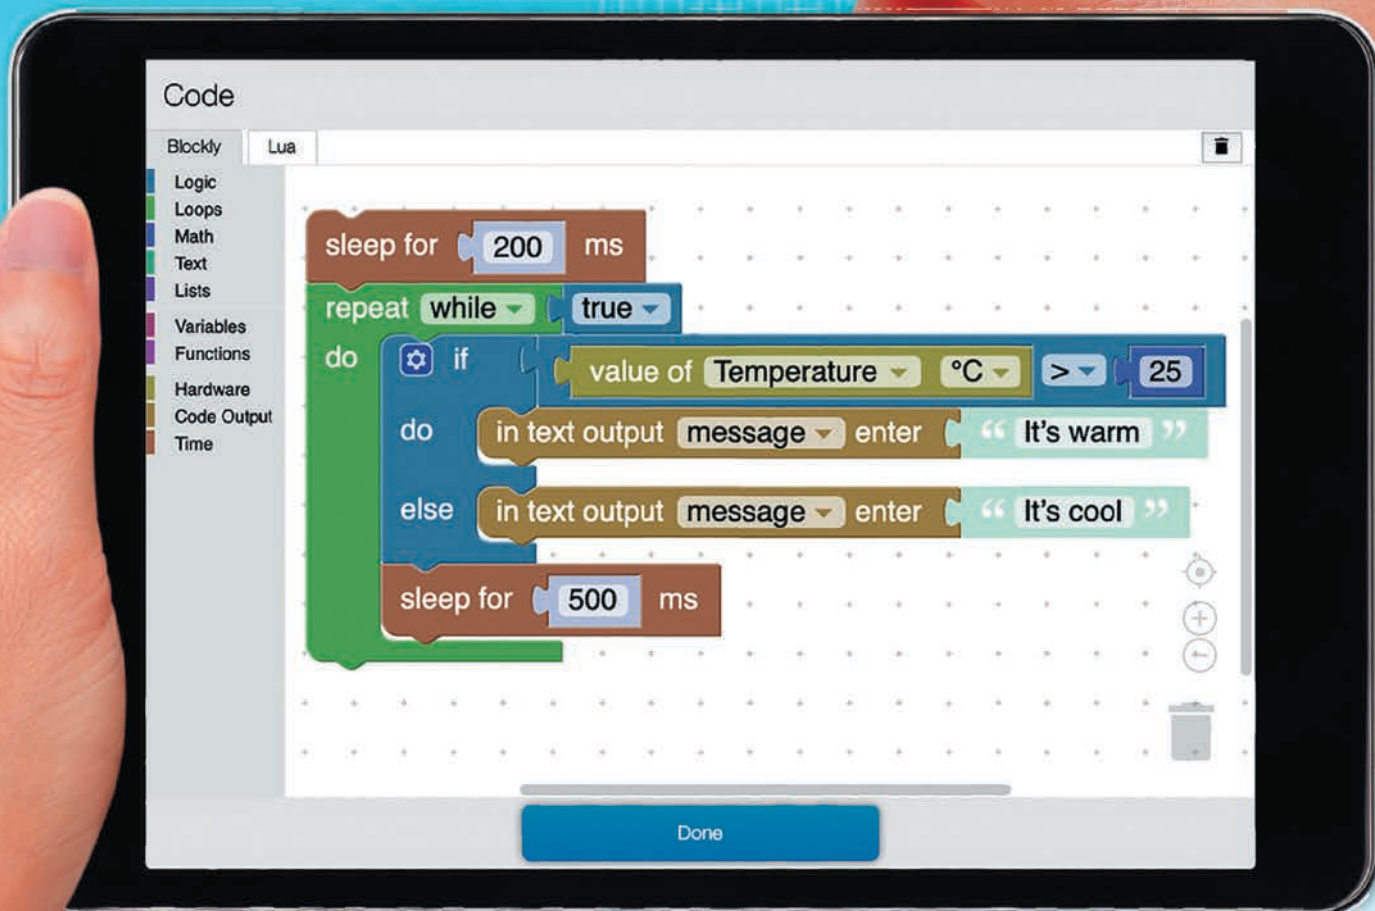 Code
Blockly Lua
Logic
Loops
Math
Text
Lists
Variables
Functions
Hardware
Code Output
Time
sleep for 200 ms
repeat while true
do if value of Temperature °C > 25
do in text output message enter “ It's warm ”
else in text output message enter “ It's cool ”
sleep for 500 ms
Done